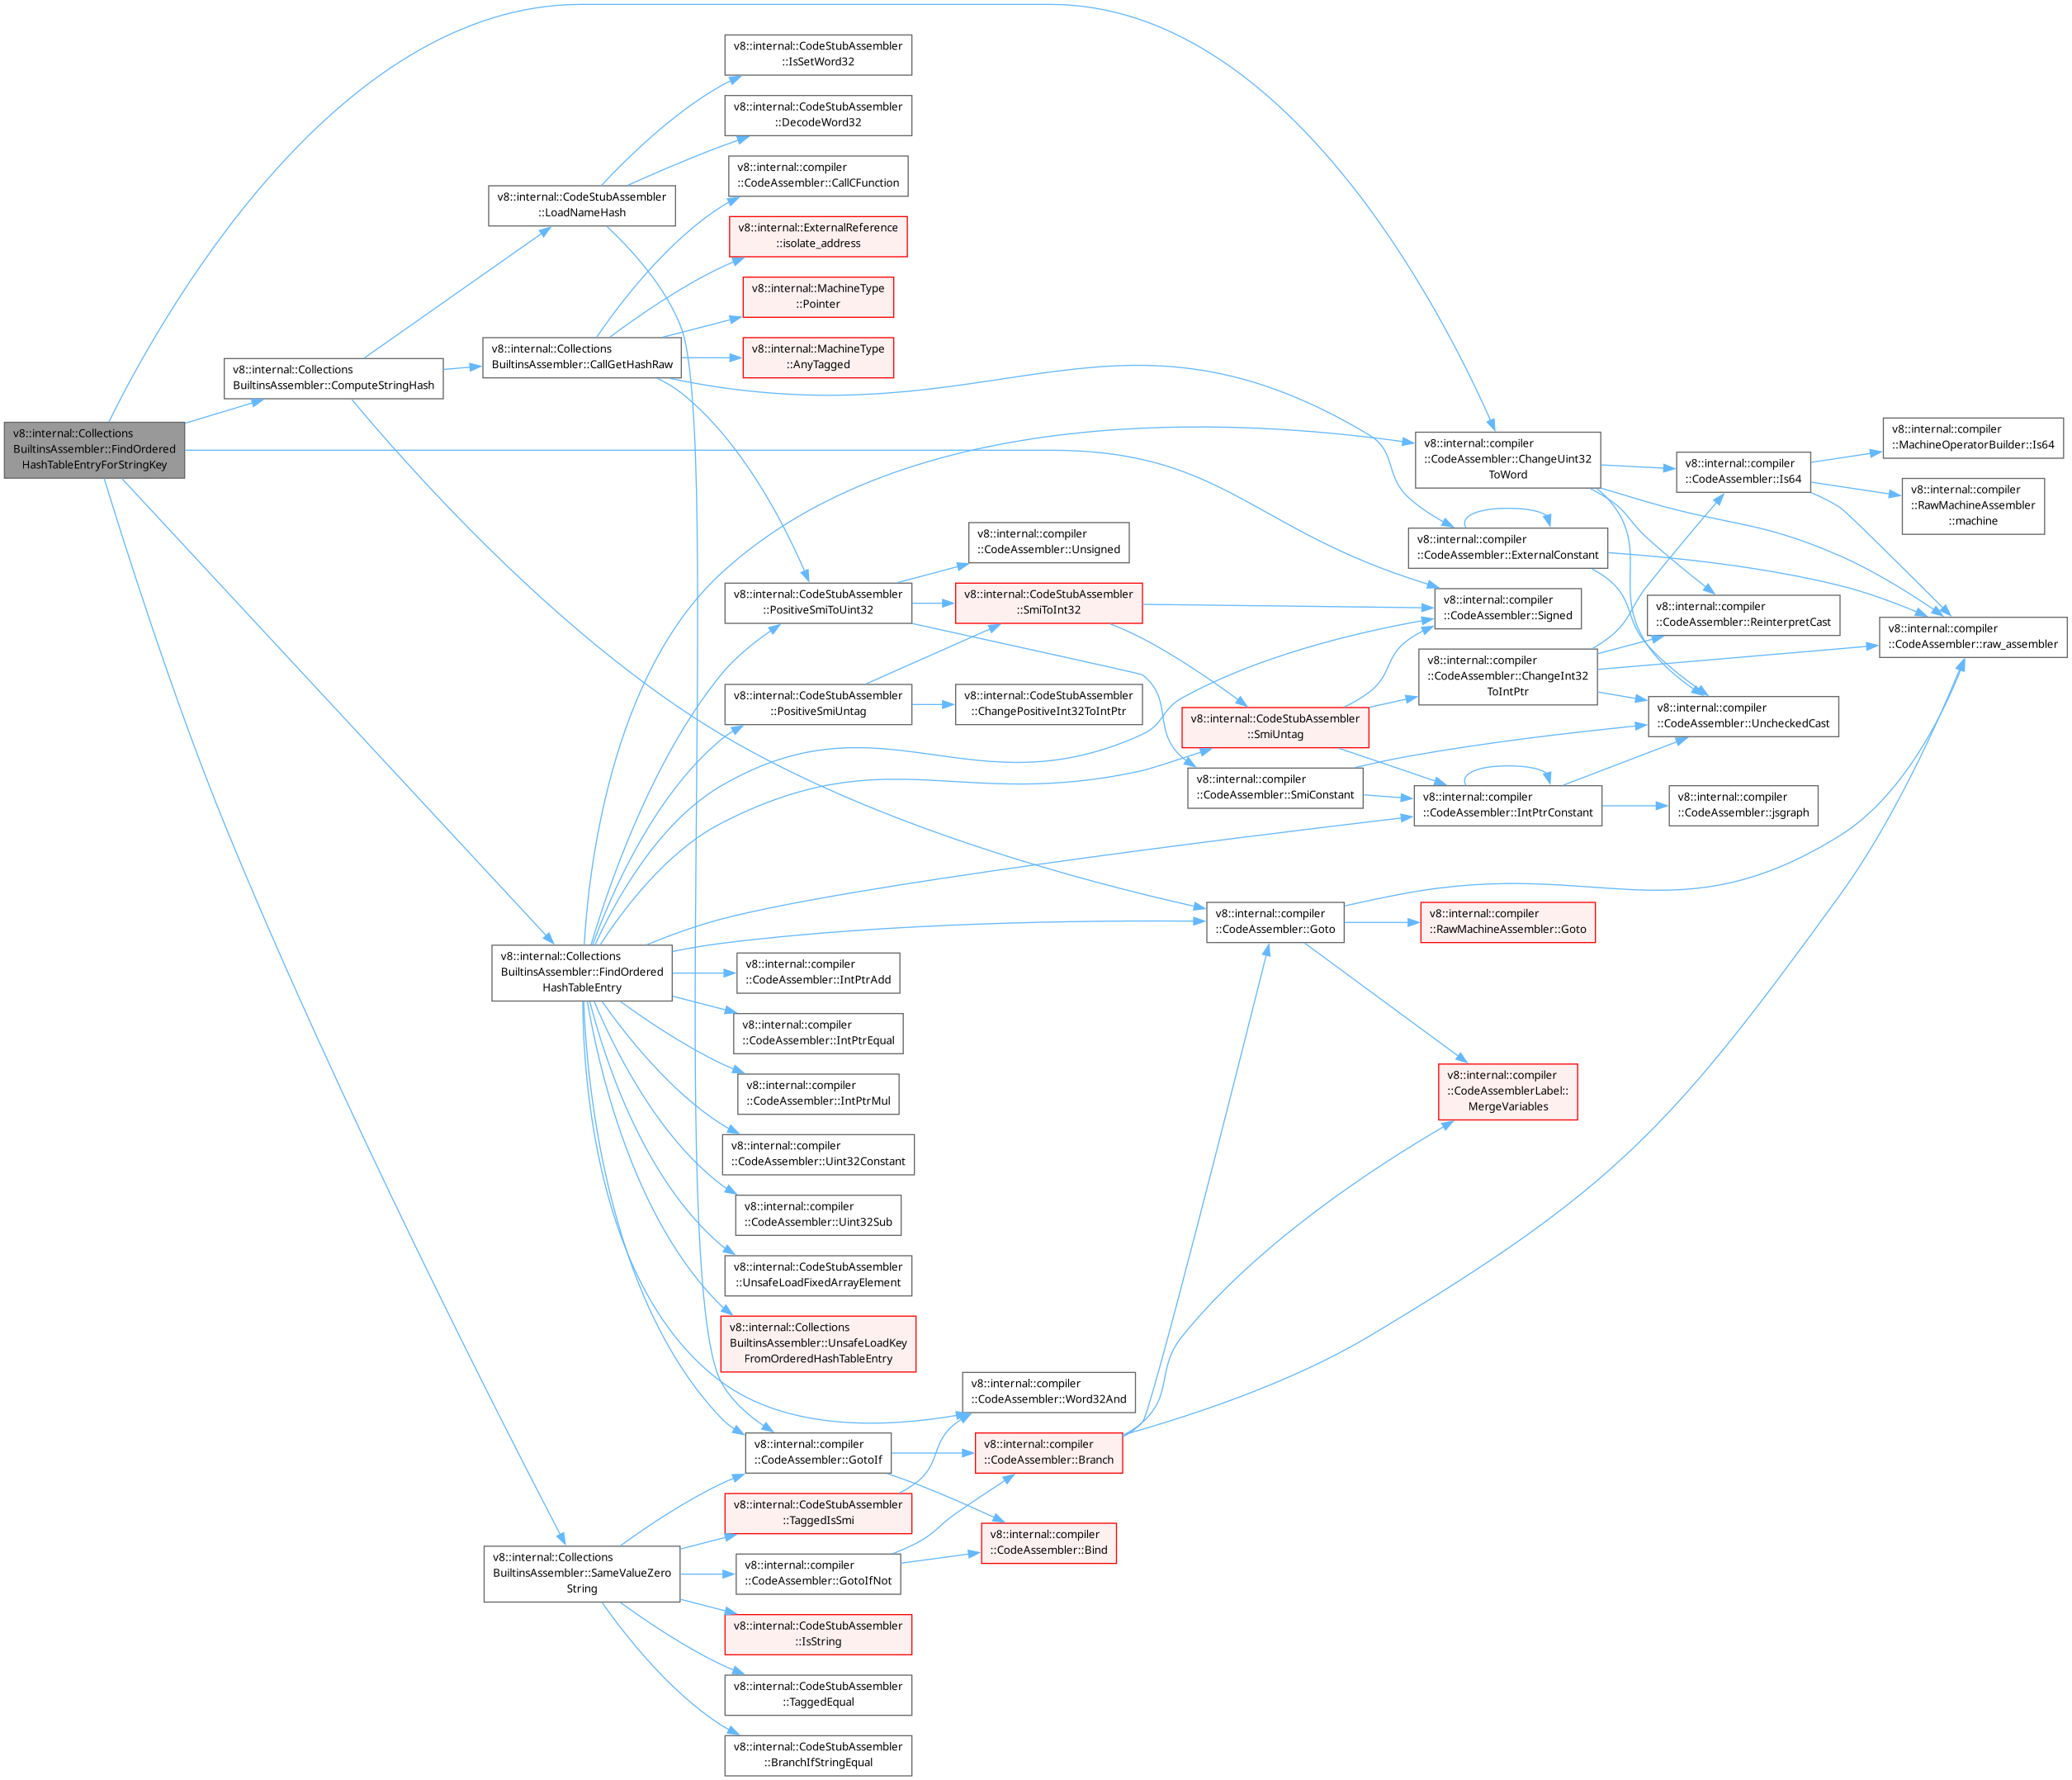 v8::internal::Collections
BuiltinsAssembler::FindOrdered
HashTableEntryForStringKey
v8::internal::Collections
BuiltinsAssembler::ComputeStringHash
v8::internal::CodeStubAssembler
::LoadNameHash
v8::internal::Collections
BuiltinsAssembler::CallGetHashRaw
v8::internal::Collections
BuiltinsAssembler::FindOrdered
HashTableEntry
v8::internal::Collections
BuiltinsAssembler::SameValueZero
String
v8::internal::CodeStubAssembler
::IsSetWord32
v8::internal::CodeStubAssembler
::DecodeWord32
v8::internal::compiler
::CodeAssembler::CallCFunction
v8::internal::ExternalReference
::isolate_address
v8::internal::MachineType
::Pointer
v8::internal::MachineType
::AnyTagged
v8::internal::CodeStubAssembler
::PositiveSmiToUint32
v8::internal::CodeStubAssembler
::PositiveSmiUntag
v8::internal::compiler
::CodeAssembler::IntPtrAdd
v8::internal::compiler
::CodeAssembler::IntPtrEqual
v8::internal::compiler
::CodeAssembler::IntPtrMul
v8::internal::compiler
::CodeAssembler::Uint32Constant
v8::internal::compiler
::CodeAssembler::Uint32Sub
v8::internal::CodeStubAssembler
::UnsafeLoadFixedArrayElement
v8::internal::Collections
BuiltinsAssembler::UnsafeLoadKey
FromOrderedHashTableEntry
v8::internal::compiler
::CodeAssembler::GotoIf
v8::internal::CodeStubAssembler
::TaggedIsSmi
v8::internal::compiler
::CodeAssembler::GotoIfNot
v8::internal::CodeStubAssembler
::IsString
v8::internal::CodeStubAssembler
::TaggedEqual
v8::internal::CodeStubAssembler
::BranchIfStringEqual
v8::internal::compiler
::CodeAssembler::Unsigned
v8::internal::CodeStubAssembler
::SmiToInt32
v8::internal::CodeStubAssembler
::ChangePositiveInt32ToIntPtr
v8::internal::compiler
::CodeAssembler::Word32And
v8::internal::compiler
::CodeAssembler::Branch
v8::internal::compiler
::CodeAssembler::Bind
v8::internal::CodeStubAssembler
::SmiUntag
v8::internal::compiler
::CodeAssembler::SmiConstant
v8::internal::compiler
::CodeAssembler::Goto
v8::internal::compiler
::CodeAssembler::ChangeUint32
ToWord
v8::internal::compiler
::CodeAssembler::ExternalConstant
v8::internal::compiler
::CodeAssembler::Signed
v8::internal::compiler
::CodeAssembler::ChangeInt32
ToIntPtr
v8::internal::compiler
::CodeAssembler::IntPtrConstant
v8::internal::compiler
::RawMachineAssembler::Goto
v8::internal::compiler
::CodeAssemblerLabel::
MergeVariables
v8::internal::compiler
::CodeAssembler::Is64
v8::internal::compiler
::CodeAssembler::ReinterpretCast
v8::internal::compiler
::CodeAssembler::UncheckedCast
v8::internal::compiler
::CodeAssembler::jsgraph
v8::internal::compiler
::MachineOperatorBuilder::Is64
v8::internal::compiler
::RawMachineAssembler
::machine
v8::internal::compiler
::CodeAssembler::raw_assembler